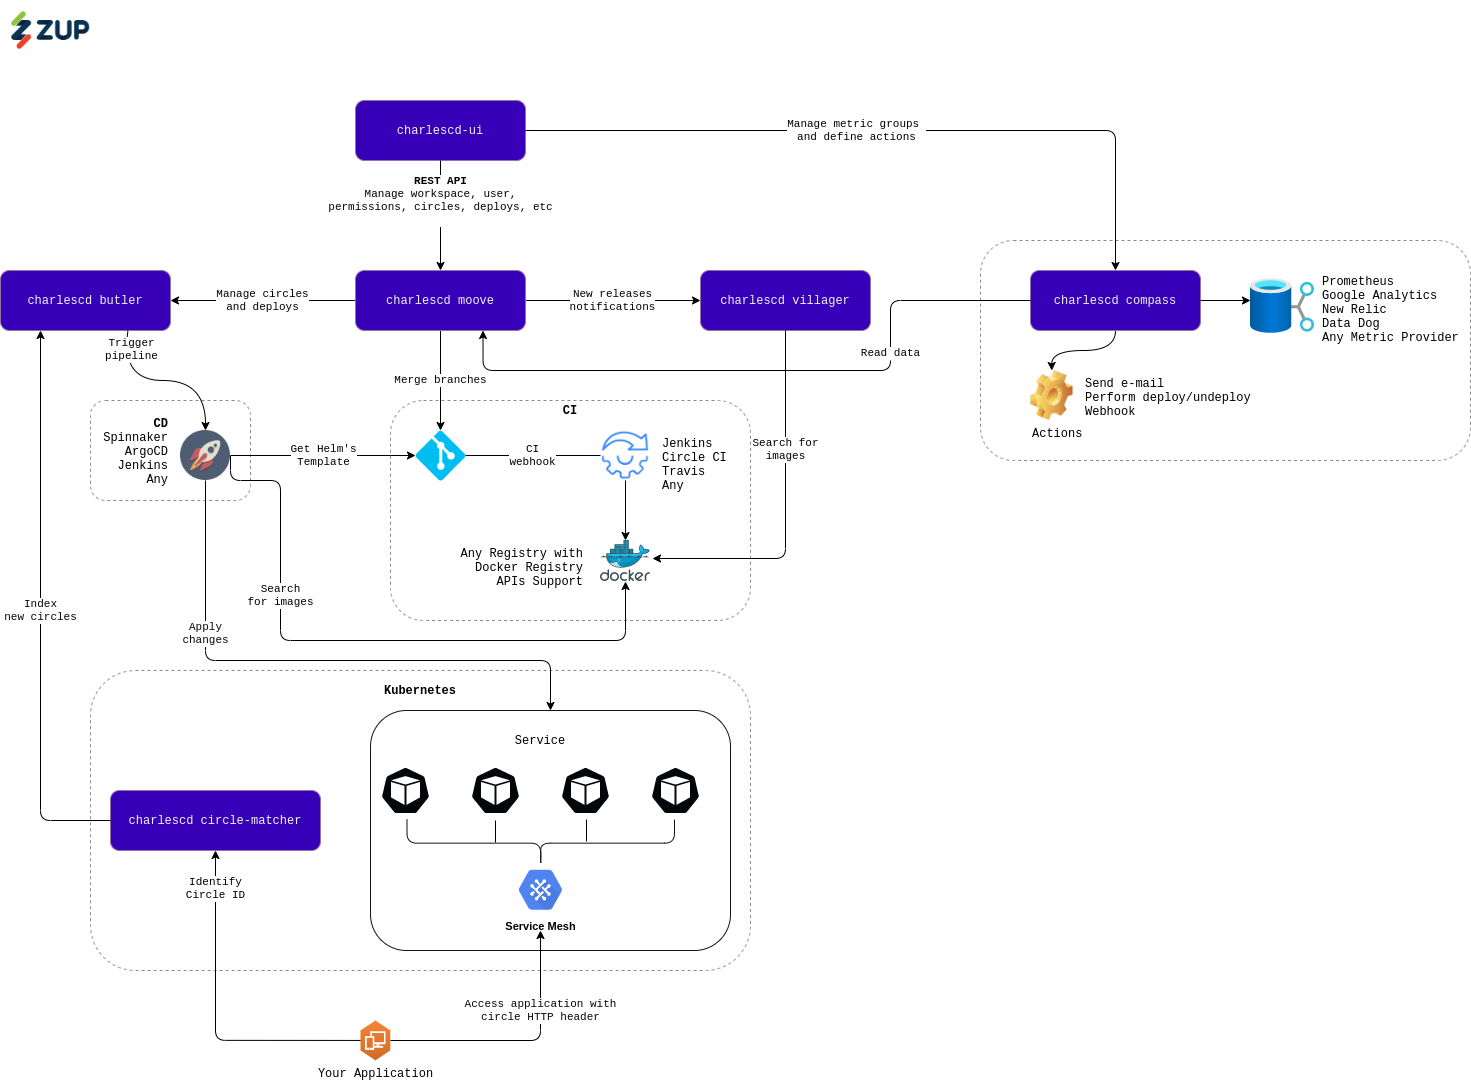 ZUP
charlescd-ui
Manage metric groups
and define actions
REST API
Manage workspace, user,
permissions, circles, deploys, etc
charlescd butler
Manage circles
and deploys
charlescd moove
New releases
notifications
charlescd villager
charlescd compass
Prometheus
Google Analytics
New Relic
Data Dog
Any Metric Provider
Trigger
pipeline
Merge branches
Read data
Send e-mail
Perform deploy/undeploy
Webhook
Actions
CD
Spinnaker
ArgoCD
Jenkins
Any
Get Helm's
Template
CI
CI
webhook
Jenkins
Circle CI
Travis
Any
Search for
images
Any Registry with
Docker Registry
APIs Support
docker
Search
for images
Index
new circles
Apply
changes
Kubernetes
Service
charlescd circle-matcher
Identify
Circle ID
Service Mesh
Access application with
circle HTTP header
Your Application